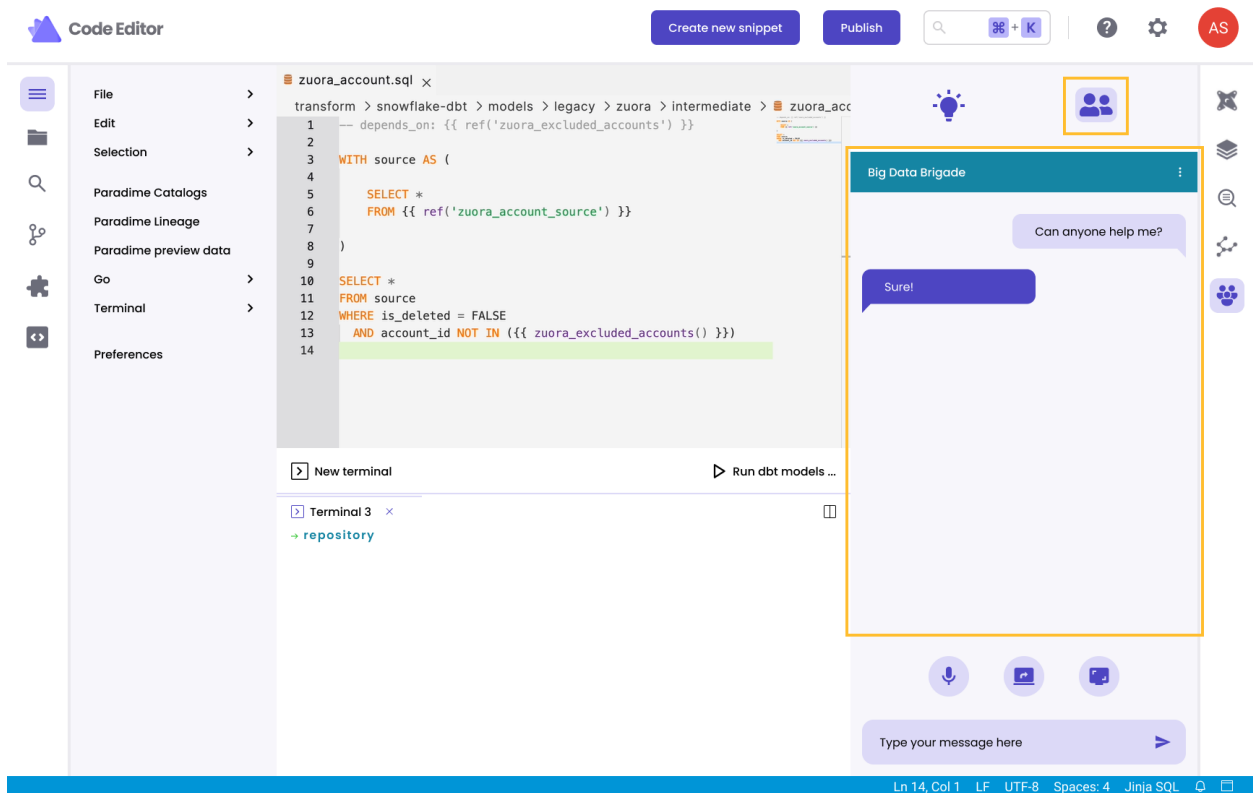 Code Editor
Create new snippet
Publish
⌘ + K
AS
File
Edit
Selection
Paradime Catalogs
Paradime Lineage
Paradime preview data
Go
Terminal
Preferences
zuora_account.sql
transform > snowflake-dbt > models > legacy > zuora > intermediate > zuora_acc
1 -- depends_on: {{ ref('zuora_excluded_accounts') }}
2
3 WITH source AS (
4
5 SELECT *
6 FROM {{ ref('zuora_account_source') }}
7
8 )
9
10 SELECT *
11 FROM source
12 WHERE is_deleted = FALSE
13 AND account_id NOT IN ({{ zuora_excluded_accounts() }})
14
New terminal
Run dbt models ...
Terminal 3
→ repository
Big Data Brigade
Can anyone help me?
Sure!
Type your message here
Ln 14, Col 1 LF UTF-8 Spaces: 4 Jinja SQL